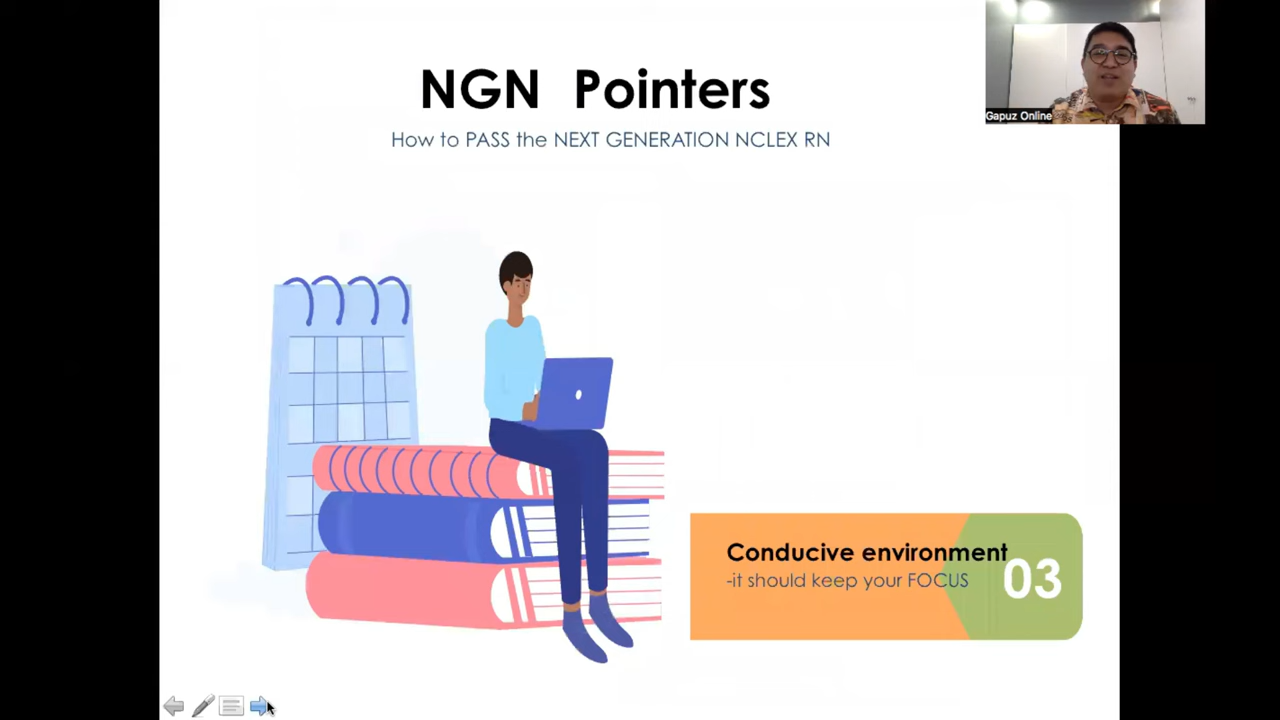 NGN Pointers
How to PASS the NEXT GENERATION NCLEX RN
Gapuz Online
Conducive environment
-it should keep your FOCUS
03